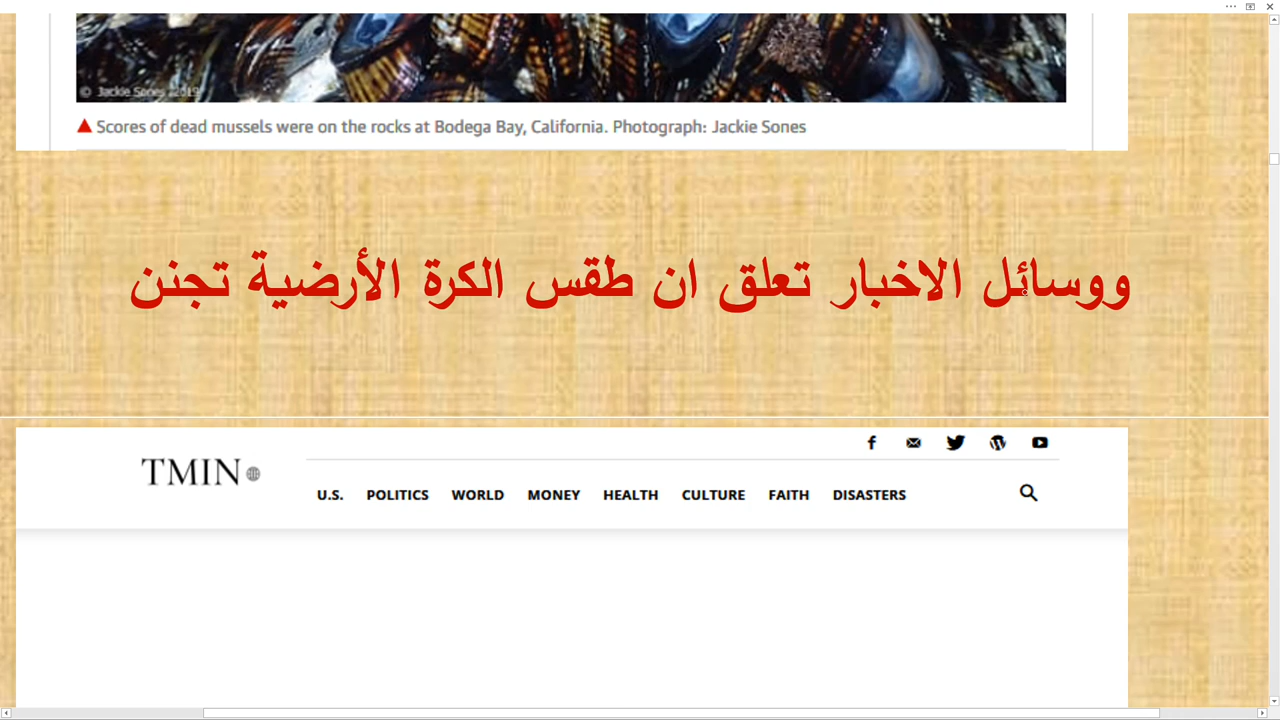 © Jackie Sones 2019
Scores of dead mussels were on the rocks at Bodega Bay, California. Photograph: Jackie Sones
ووسائل الاخبار تعلق ان طقس الكرة الأرضية تجنن
TMIN
U.S. POLITICS WORLD MONEY HEALTH CULTURE FAITH DISASTERS